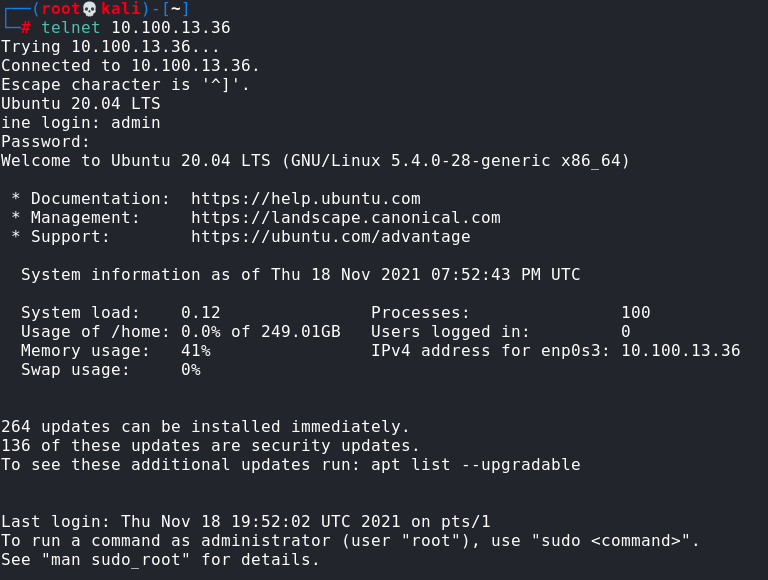 ┌──(root💀kali)-[~]
└─# telnet 10.100.13.36
Trying 10.100.13.36...
Connected to 10.100.13.36.
Escape character is '^]'.
Ubuntu 20.04 LTS
ine login: admin
Password:
Welcome to Ubuntu 20.04 LTS (GNU/Linux 5.4.0-28-generic x86_64)
 * Documentation:  https://help.ubuntu.com
 * Management:     https://landscape.canonical.com
 * Support:        https://ubuntu.com/advantage
  System information as of Thu 18 Nov 2021 07:52:43 PM UTC
  System load:    0.12               Processes:               100
  Usage of /home: 0.0% of 249.01GB   Users logged in:         0
  Memory usage:   41%                IPv4 address for enp0s3: 10.100.13.36
  Swap usage:     0%
264 updates can be installed immediately.
136 of these updates are security updates.
To see these additional updates run: apt list --upgradable
Last login: Thu Nov 18 19:52:02 UTC 2021 on pts/1
To run a command as administrator (user "root"), use "sudo <command>".
See "man sudo_root" for details.